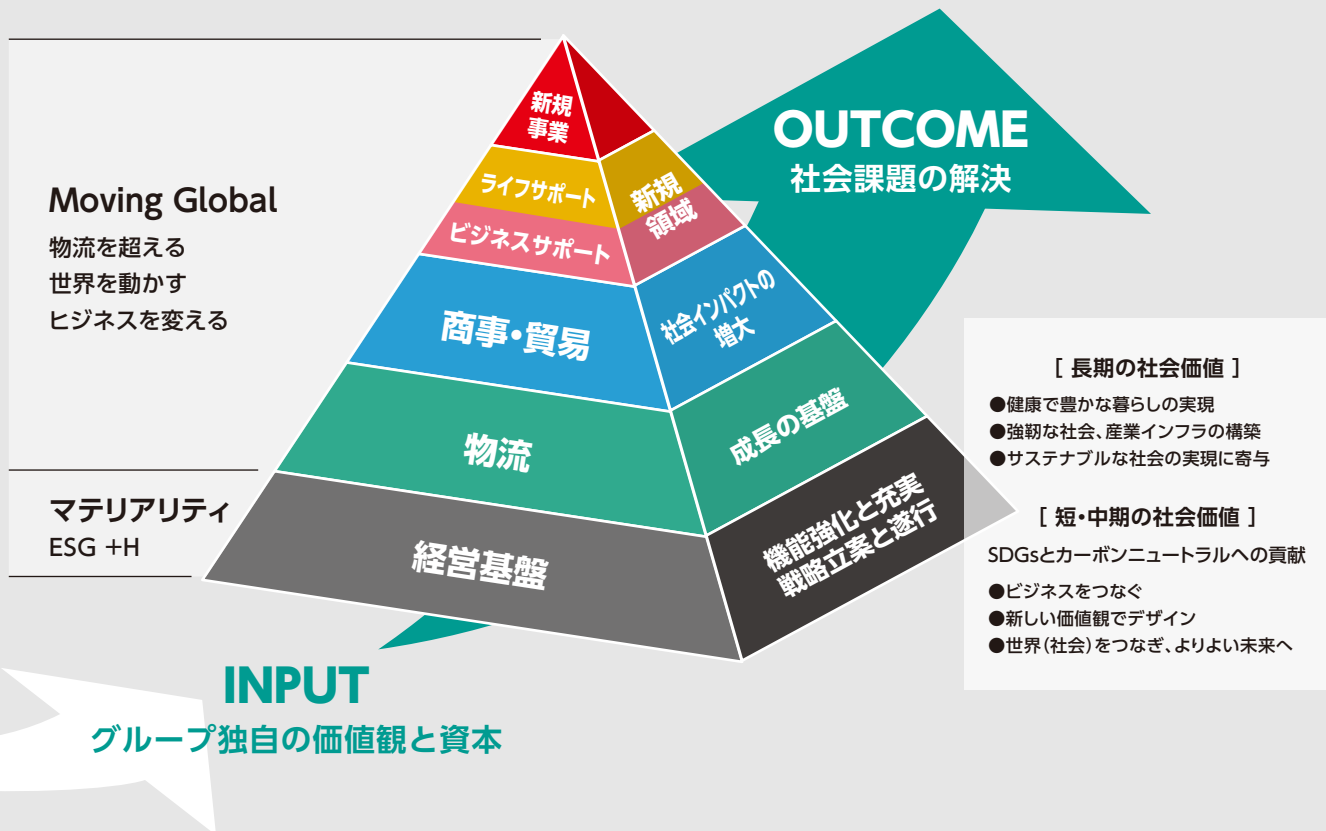 Moving Global
物流を超える
世界を動かす
ヒジネスを変える
マテリアリティ
ESG +H
新規
事業
ライフサポート
ビジネスサポート
商事・貿易
物流
経営基盤
新規
領域
社会インパクトの
増大
成長の基盤
機能強化と充実
戦略立案と遂行
OUTCOME
社会課題の解決
[ 長期の社会価値 ]
●健康で豊かな暮らしの実現
●強靭な社会、産業インフラの構築
●サステナブルな社会の実現に寄与
[ 短・中期の社会価値 ]
SDGsとカーボンニュートラルへの貢献
●ビジネスをつなぐ
●新しい価値観でデザイン
●世界(社会)をつなぎ、よりよい未来へ
INPUT
グループ独自の価値観と資本